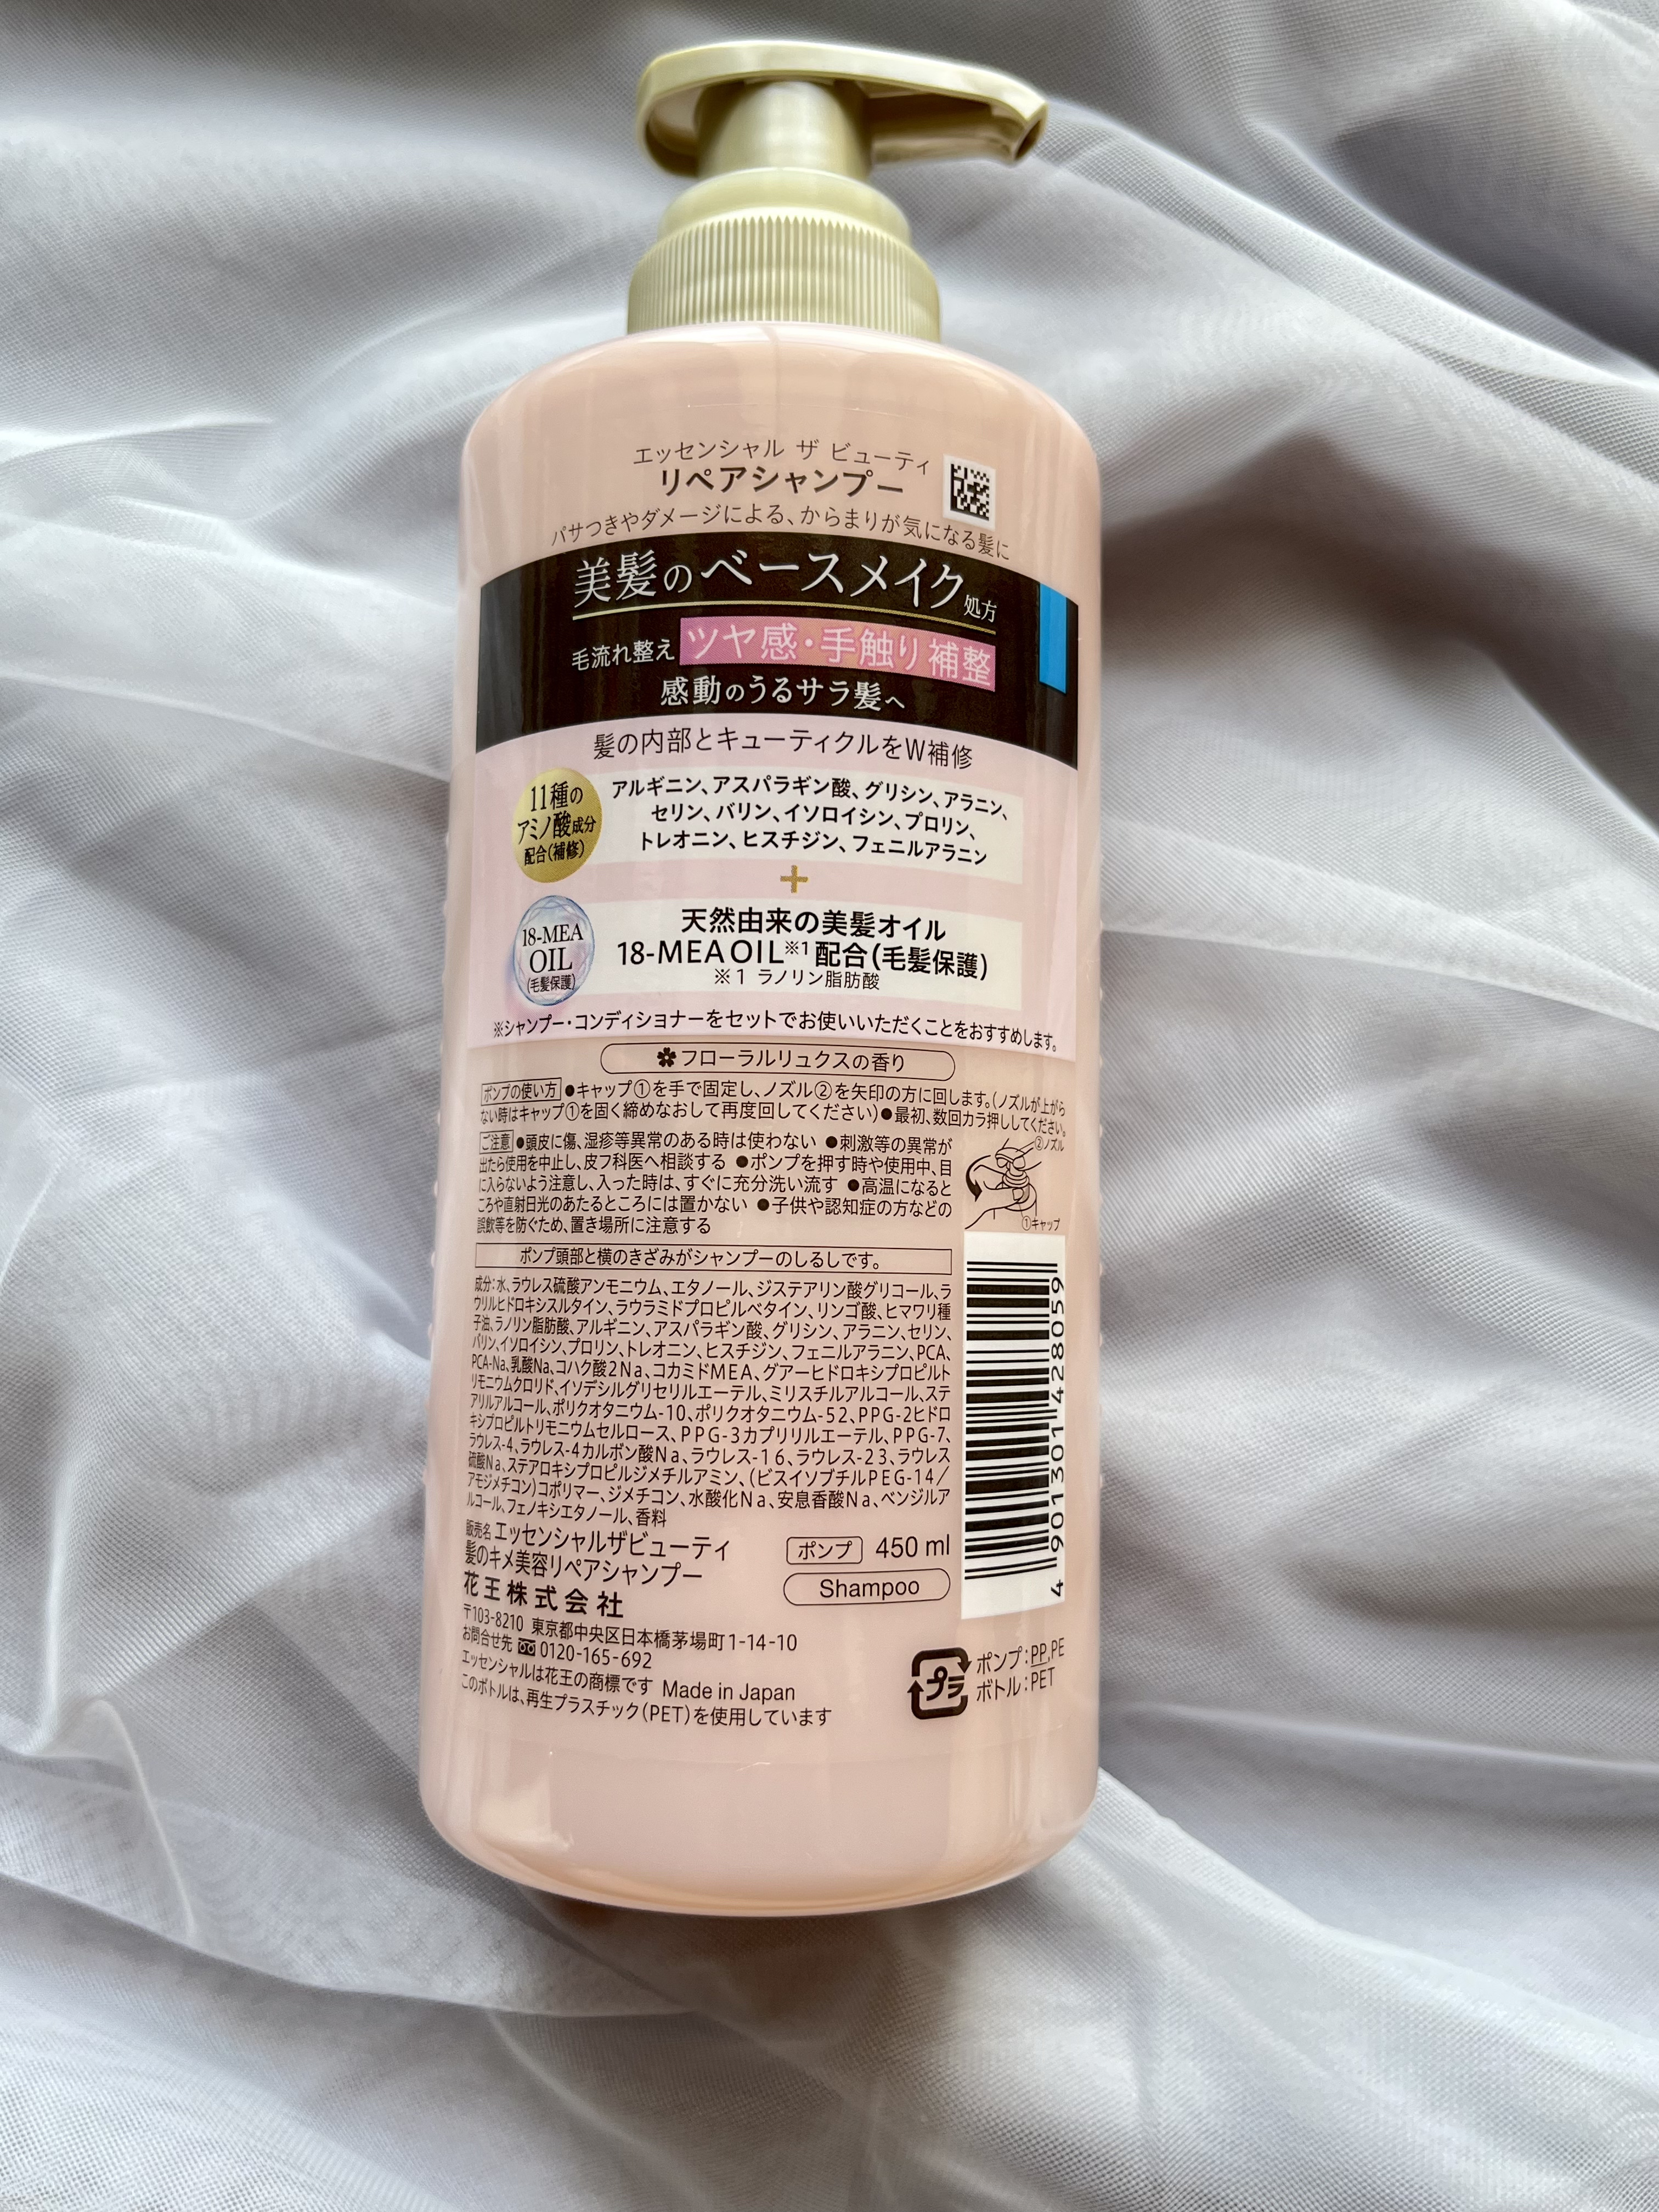 エッセンシャル ザ ビューティ
リペアシャンプー
パサつきやダメージによる、からまりが気になる髪に
美髪のベースメイク処方
毛流れ整え ツヤ感・手触り補整
感動のうるサラ髪へ
髪の内部とキューティクルをW補修
11種の
アミノ酸成分
配合(補修)
アルギニン、アスパラギン酸、グリシン、アラニン、
セリン、バリン、イソロイシン、プロリン、
トレオニン、ヒスチジン、フェニルアラニン
+
18-MEA
OIL
(毛髪保護)
天然由来の美髪オイル
18-MEA OIL※1配合(毛髪保護)
※1 ラノリン脂肪酸
※シャンプー・コンディショナーをセットでお使いいただくことをおすすめします。
フローラルリュクスの香り
ポンプの使い方 ●キャップ①を手で固定し、ノズル②を矢印の方に回します。(ノズルが上がら
ない時はキャップ①を固く締めなおして再度回してください)●最初、数回カラ押ししてください。
ご注意 ●頭皮に傷、湿疹等異常のある時は使わない ●刺激等の異常が
出たら使用を中止し、皮フ科医へ相談する ●ポンプを押す時や使用中、目
に入らないよう注意し、入った時は、すぐに充分洗い流す ●高温になると
ころや直射日光のあたるところには置かない ●子供や認知症の方などの
誤飲等を防ぐため、置き場所に注意する
②ノズル
①キャップ
ポンプ頭部と横のきざみがシャンプーのしるしです。
成分:水、ラウレス硫酸アンモニウム、エタノール、ジステアリン酸グリコール、ラ
ウリルヒドロキシスルタイン、ラウラミドプロピルベタイン、リンゴ酸、ヒマワリ種
子油、ラノリン脂肪酸、アルギニン、アスパラギン酸、グリシン、アラニン、セリン、
バリン、イソロイシン、プロリン、トレオニン、ヒスチジン、フェニルアラニン、PCA、
PCA-Na、乳酸Na、コハク酸2Na、コカミドMEA、グアーヒドロキシプロピルト
リモニウムクロリド、イソデシルグリセリルエーテル、ミリスチルアルコール、ステ
アリルアルコール、ポリクオタニウム-10、ポリクオタニウム-52、PPG-2ヒドロ
キシプロピルトリモニウムセルロース、PPG-3カプリリルエーテル、PPG-7、
ラウレス-4、ラウレス-4カルボン酸Na、ラウレス-16、ラウレス-23、ラウレス
硫酸Na、ステアロキシプロピルジメチルアミン、(ビスイソブチルPEG-14/
アモジメチコン)コポリマー、ジメチコン、水酸化Na、安息香酸Na、ベンジルア
ルコール、フェノキシエタノール、香料
販売名 エッセンシャルザビューティ
髪のキメ美容リペアシャンプー
ポンプ 450 ml
Shampoo
花王株式会社
〒103-8210 東京都中央区日本橋茅場町1-14-10
お問合せ先 0120-165-692
エッセンシャルは花王の商標です Made in Japan
このボトルは、再生プラスチック(PET)を使用しています
4 901301 428059
プラ
ポンプ:PP,PE
ボトル:PET